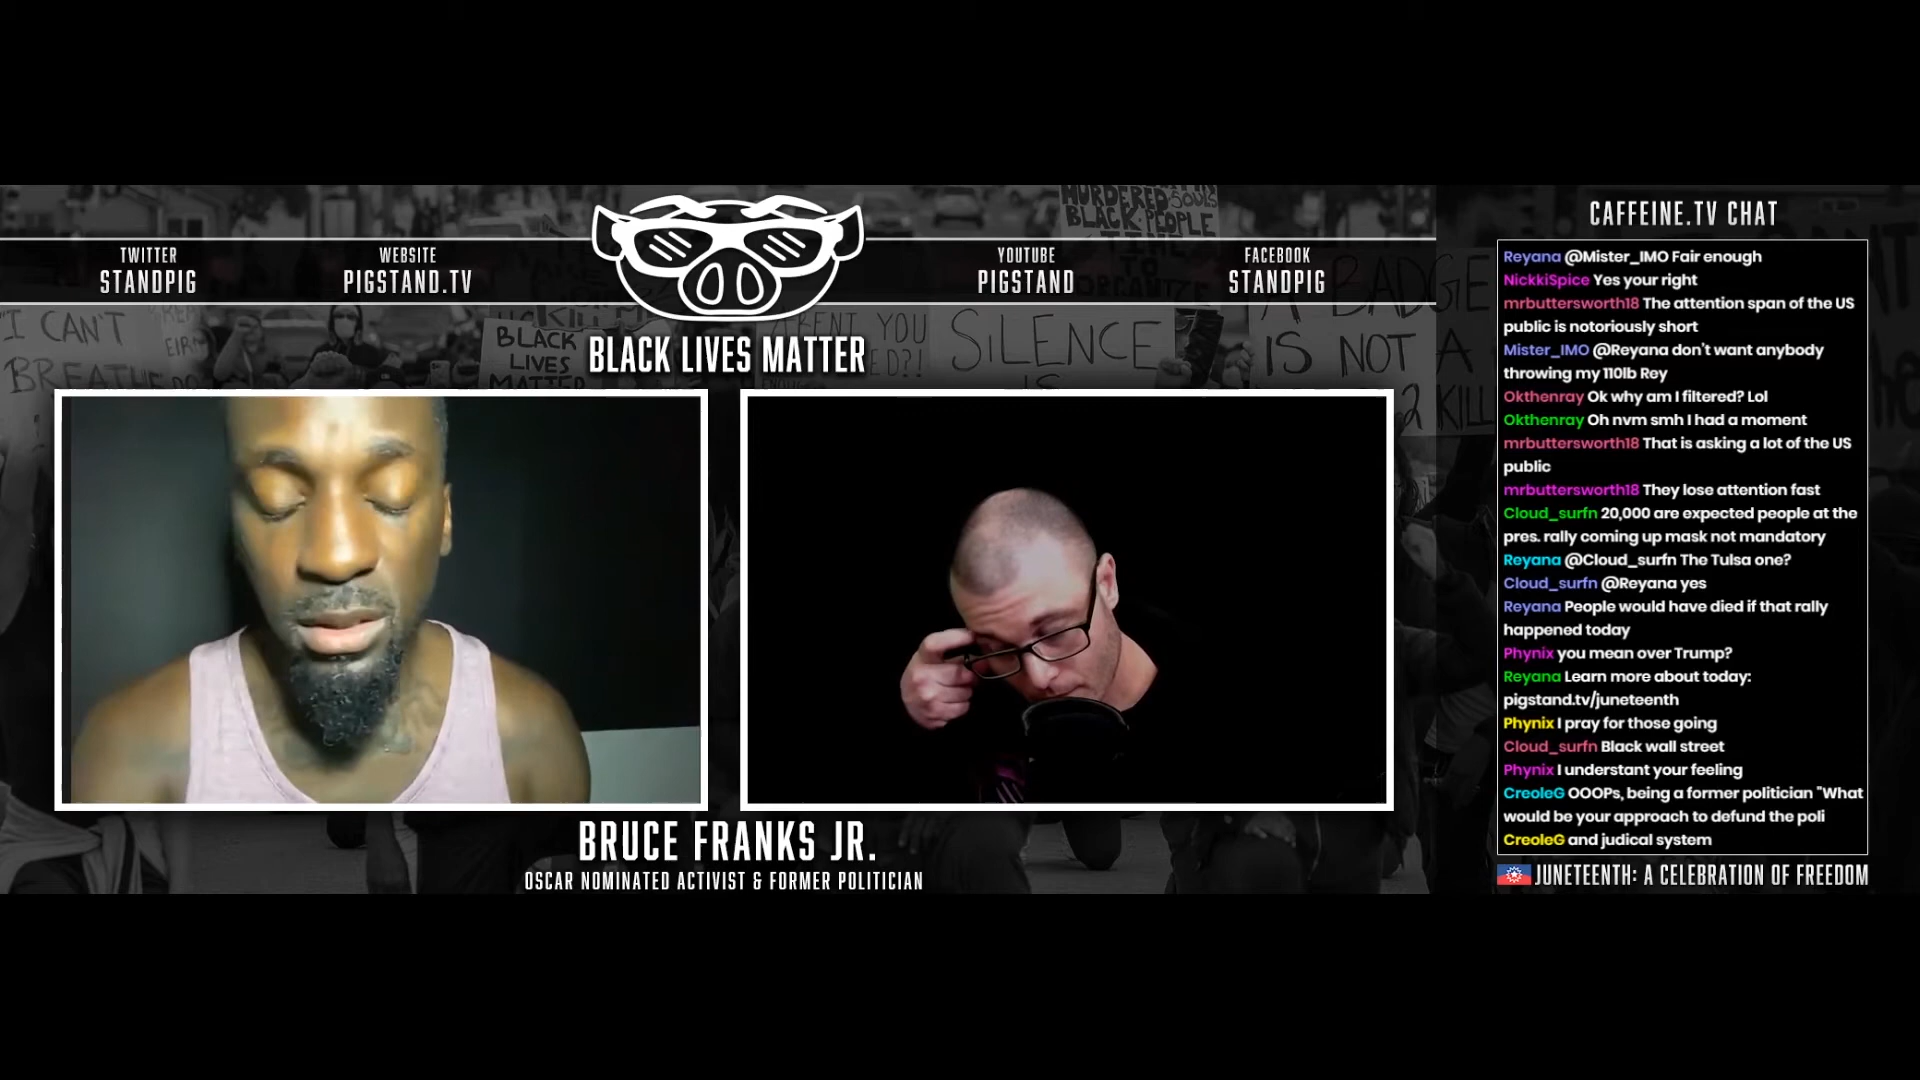 MURDERED SOULS
BLACK PEOPLE
TWITTER
STANDPIG
WEBSITE
PIGSTAND.TV
YOUTUBE
PIGSTAND
FACEBOOK
STANDPIG
"I CAN'T
BREATHE
BLACK
LIVES
MATTER
YOU
SILENCE
IS
A BADGE
IS NOT A
2 KILL
BLACK LIVES MATTER
BRUCE FRANKS JR.
OSCAR NOMINATED ACTIVIST & FORMER POLITICIAN
CAFFEINE.TV CHAT
Reyana @Mister_IMO Fair enough
NickkiSpice Yes your right
mrbuttersworth18 The attention span of the US
public is notoriously short
Mister_IMO @Reyana don't want anybody
throwing my 110lb Rey
Okthenray Ok why am I filtered? Lol
Okthenray Oh nvm smh I had a moment
mrbuttersworth18 That is asking a lot of the US
public
mrbuttersworth18 They lose attention fast
Cloud_surfn 20,000 are expected people at the
pres. rally coming up mask not mandatory
Reyana @Cloud_surfn The Tulsa one?
Cloud_surfn @Reyana yes
Reyana People would have died if that rally
happened today
Phynix you mean over Trump?
Reyana Learn more about today:
pigstand.tv/juneteenth
Phynix I pray for those going
Cloud_surfn Black wall street
Phynix I understant your feeling
CreoleG OOOPs, being a former politician "What
would be your approach to defund the poli
CreoleG and judical system
JUNETEENTH: A CELEBRATION OF FREEDOM